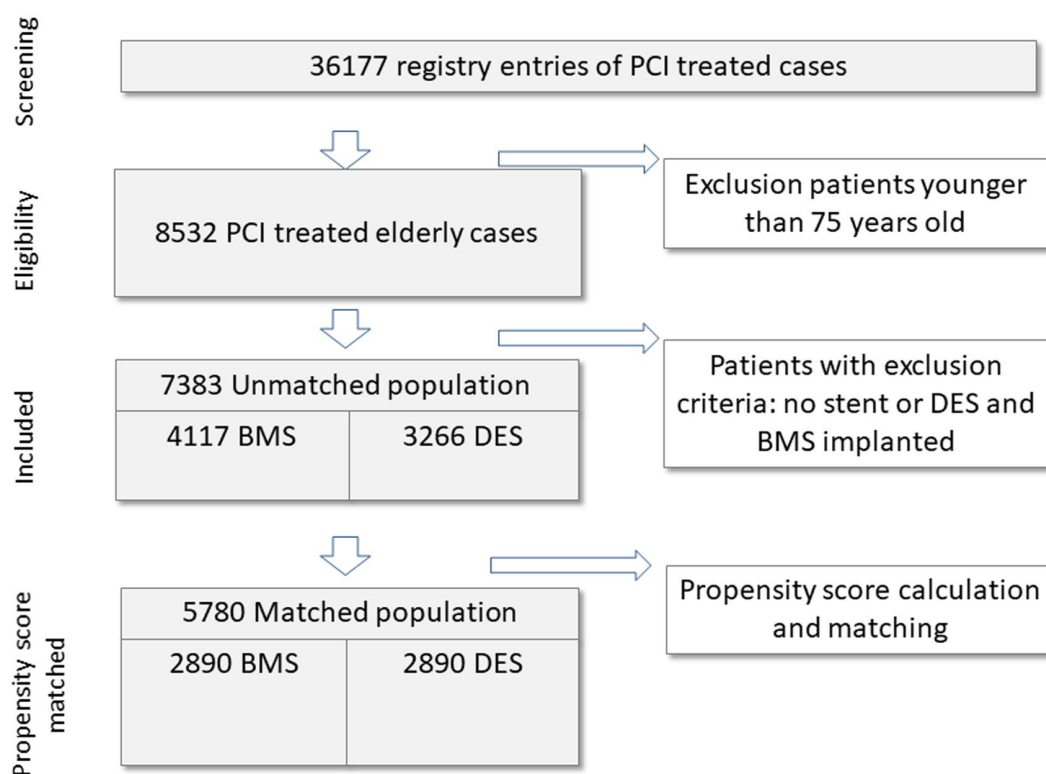 Screening
36177 registry entries of PCI treated cases
Eligibility
8532 PCI treated elderly cases
Exclusion patients younger
than 75 years old
Included
7383 Unmatched population
4117 BMS
3266 DES
Patients with exclusion
criteria: no stent or DES and
BMS implanted
Propensity score
matched
5780 Matched population
2890 BMS
2890 DES
Propensity score calculation
and matching